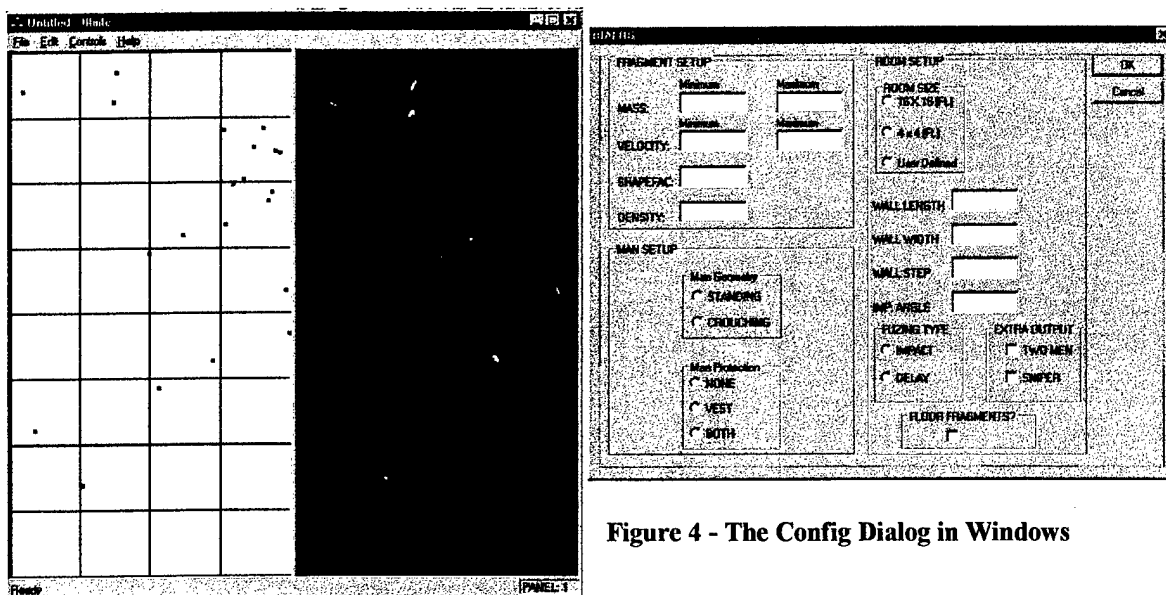 Untitled - Blade
File Edit Controls Help
Ready
PANEL: 1
DIALOG
FRAGMENT SETUP
Minimum Maximum
MASS:
Minimum Maximum
VELOCITY:
SHAPEFAC:
DENSITY:
MAN SETUP
Man Geometry
STANDING
CROUCHING
Man Protection
NONE
VEST
BOTH
ROOM SETUP
ROOM SIZE
16 X 16 (Ft.)
4 x 4 (Ft.)
User Defined
WALL LENGTH
WALL WIDTH
WALL STEP
IMP. ANGLE
FUZING TYPE
IMPACT
DELAY
EXTRA OUTPUT
TWO MEN
SNIPER
FLOOR FRAGMENTS?
OK
Cancel
Figure 4 - The Config Dialog in Windows